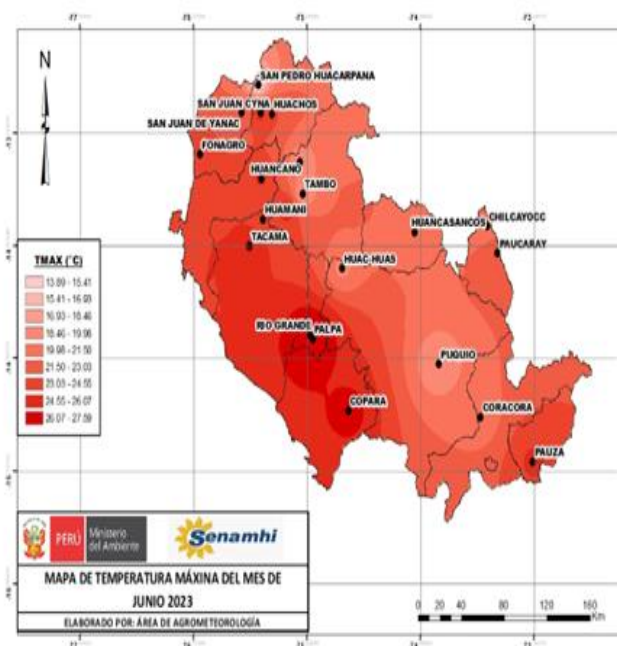 N
SAN PEDRO HUACARPANA
SAN JUAN CYNA
HUACHOS
SAN JUAN DE YANAC
FONAGRO
HUANCANO
TAMBO
HUAMANI
HUANCASANCOS
CHILCAYOCC
TACAMA
PAUCARAY
HUAC-HUAS
RIO GRANDE
PALPA
PUQUIO
COPARA
CORACORA
PAUZA
TMAX (°C)
13.89 - 15.41
15.41 - 16.93
16.93 - 18.46
18.46 - 19.98
19.98 - 21.50
21.50 - 23.03
23.03 - 24.55
24.55 - 26.07
26.07 - 27.59
PERÚ
Ministerio
del Ambiente
Senamhi
MAPA DE TEMPERATURA MÁXINA DEL MES DE
JUNIO 2023
ELABORADO POR: ÁREA DE AGROMETEOROLOGÍA
0 20 40 80 120 160
Km